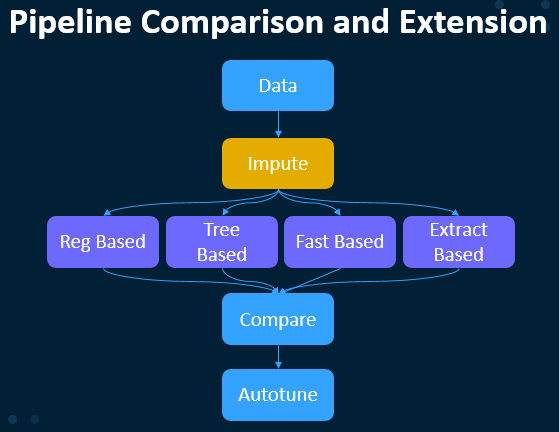 Pipeline Comparison and Extension
Data
Impute
Reg Based
Tree
Based
Fast Based
Extract
Based
Compare
Autotune